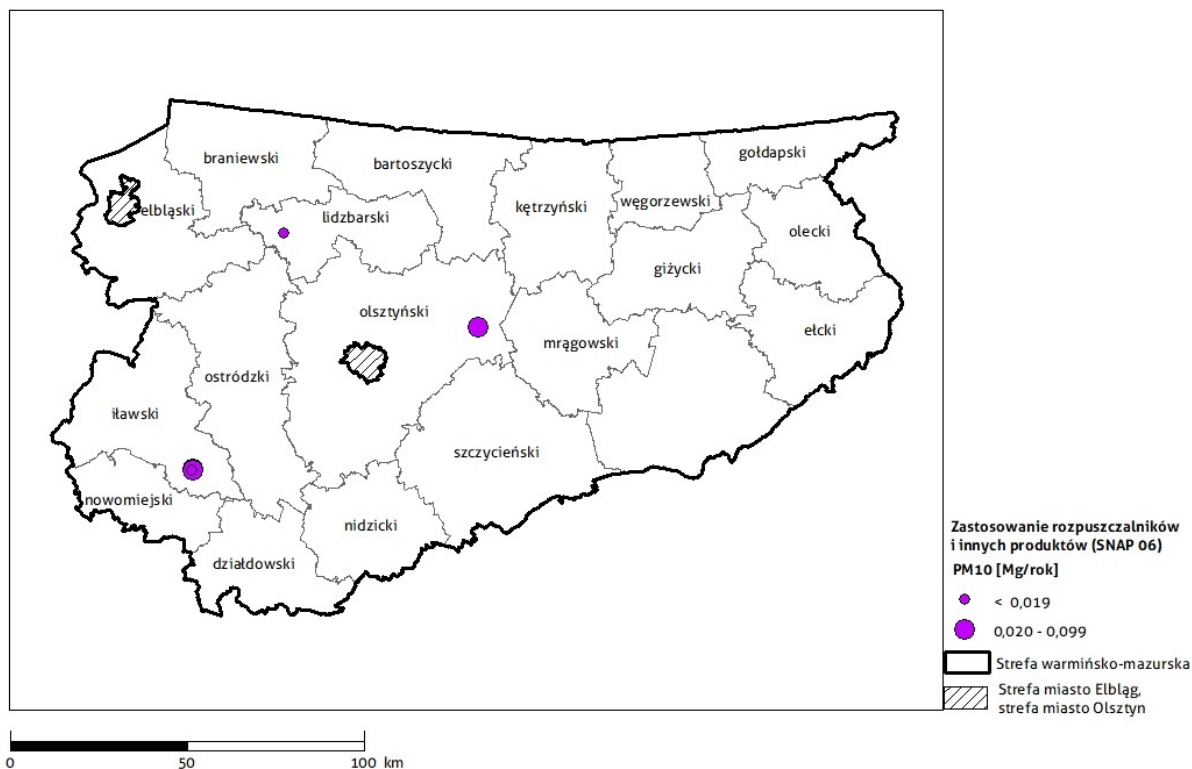 gołdapski
braniewski
bartoszycki
węgorzewski
kętrzyński
elbląski
lidzbarski
olecki
giżycki
olsztyński
ełcki
mrągowski
ostródzki
iławski
szczycieński
nowomiejski
nidzicki
działdowski
Zastosowanie rozpuszczalników
i innych produktów (SNAP 06)
PM10 [Mg/rok]
< 0,019
0,020 - 0,099
Strefa warmińsko-mazurska
Strefa miasto Elbląg,
strefa miasto Olsztyn
0 50 100 km